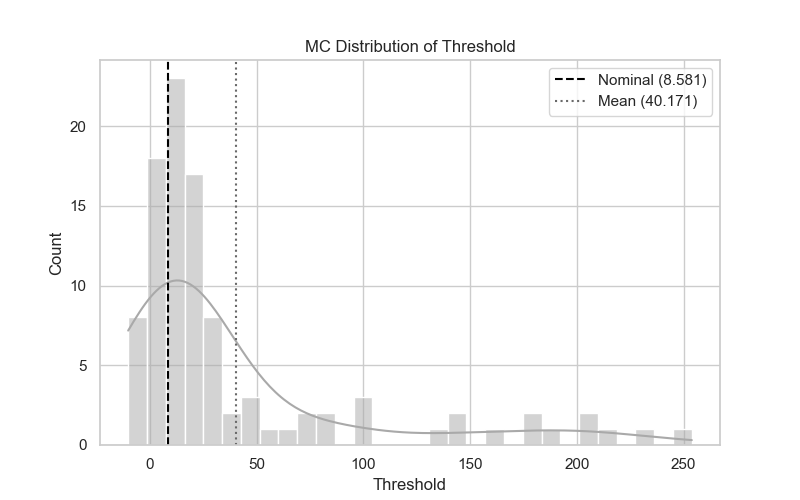 MC Distribution of Threshold
Nominal (8.581)
Mean (40.171)
Count
20
15
10
5
0
0 50 100 150 200 250
Threshold